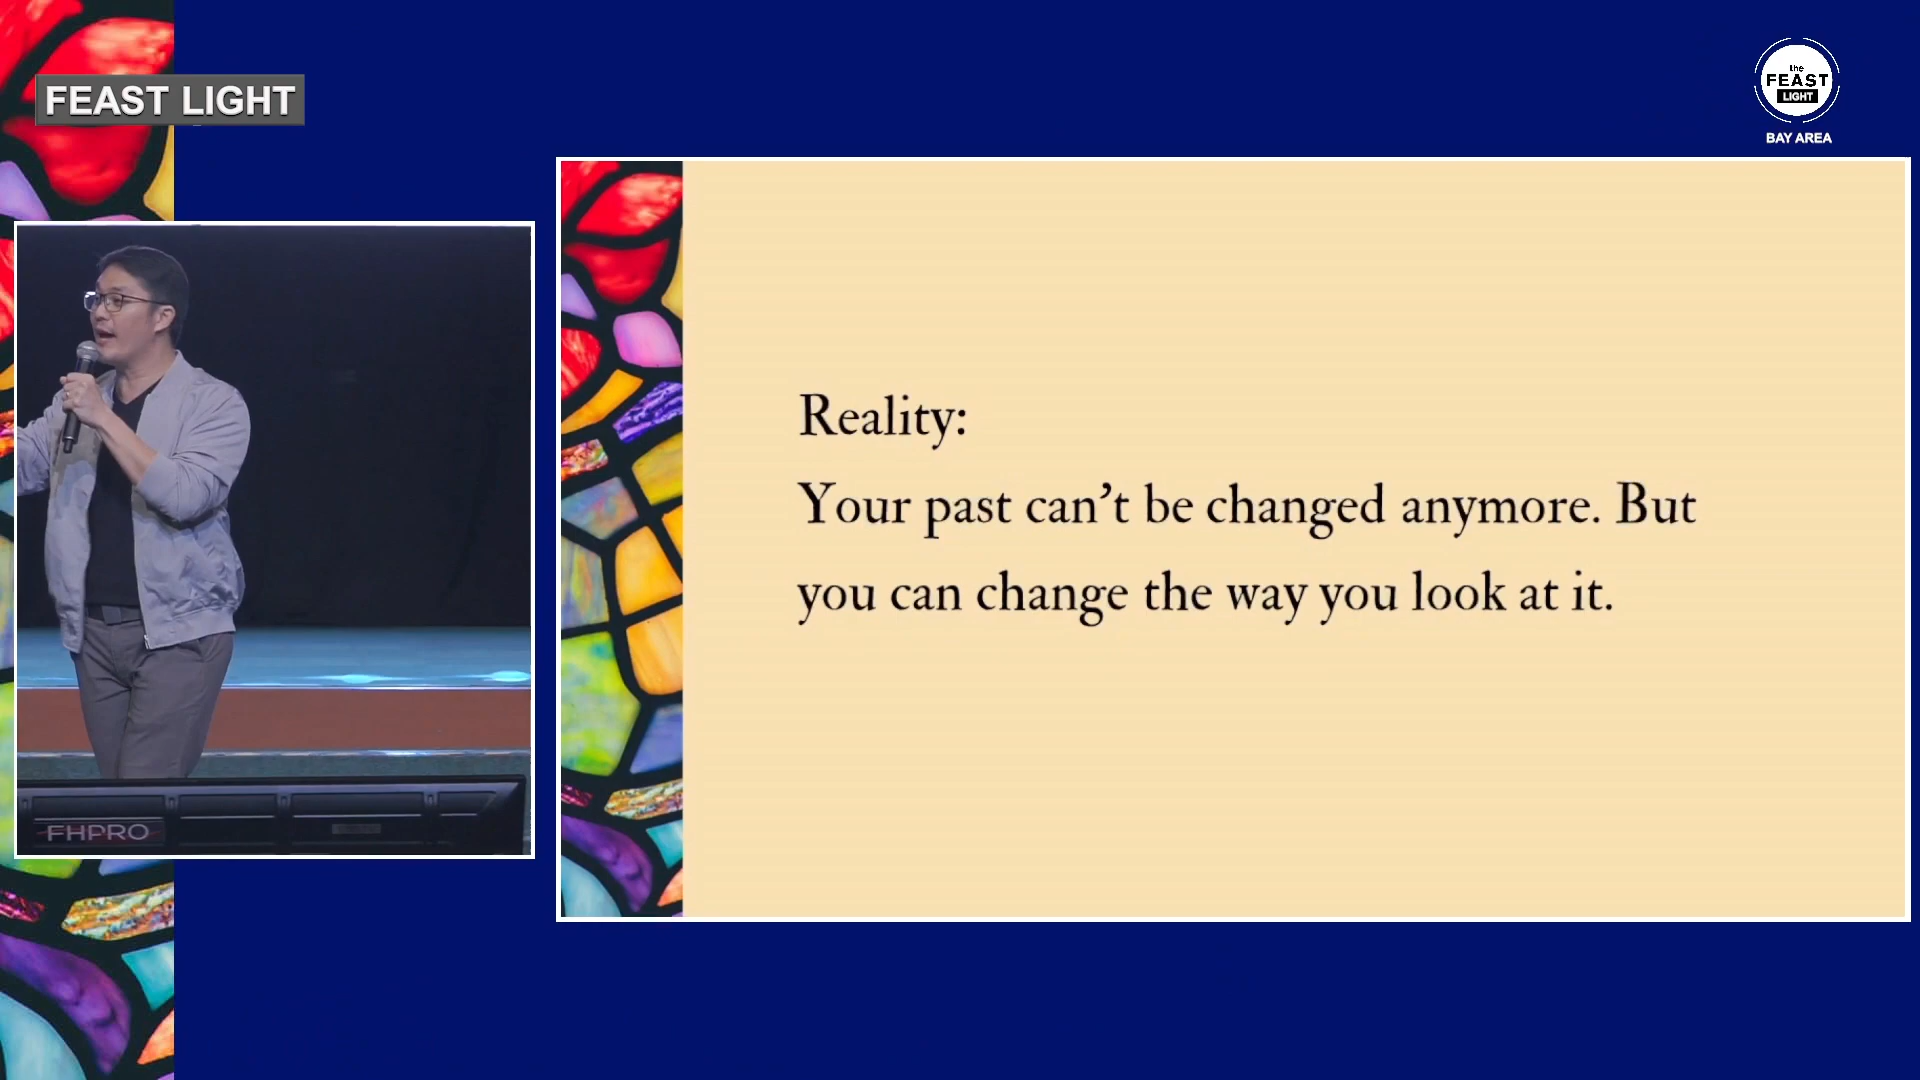 FEAST LIGHT
the
FEAST
LIGHT
BAY AREA
Reality:
Your past can’t be changed anymore. But
you can change the way you look at it.
FHPRO